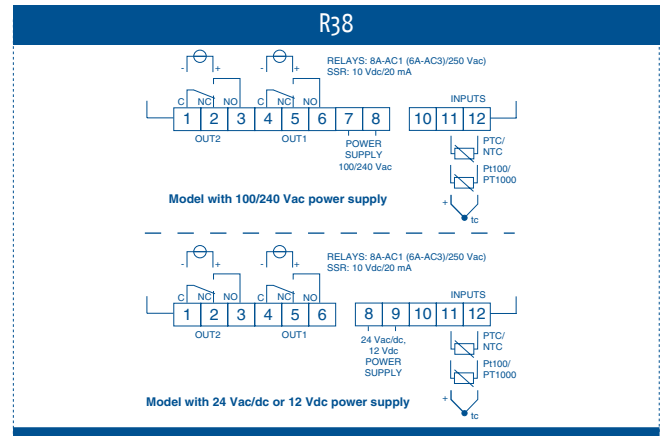 R38
- + - + RELAYS: 8A-AC1 (6A-AC3)/250 Vac)
SSR: 10 Vdc/20 mA
C NC NO C NC NO INPUTS
1 2 3 4 5 6 7 8 10 11 12
OUT2 OUT1 POWER
SUPPLY
100/240 Vac
PTC/
NTC
Pt100/
PT1000
+
tc
Model with 100/240 Vac power supply
- + - + RELAYS: 8A-AC1 (6A-AC3)/250 Vac)
SSR: 10 Vdc/20 mA
C NC NO C NC NO INPUTS
1 2 3 4 5 6 8 9 10 11 12
OUT2 OUT1 24 Vac/dc,
12 Vdc
POWER
SUPPLY
PTC/
NTC
Pt100/
PT1000
+
tc
Model with 24 Vac/dc or 12 Vdc power supply